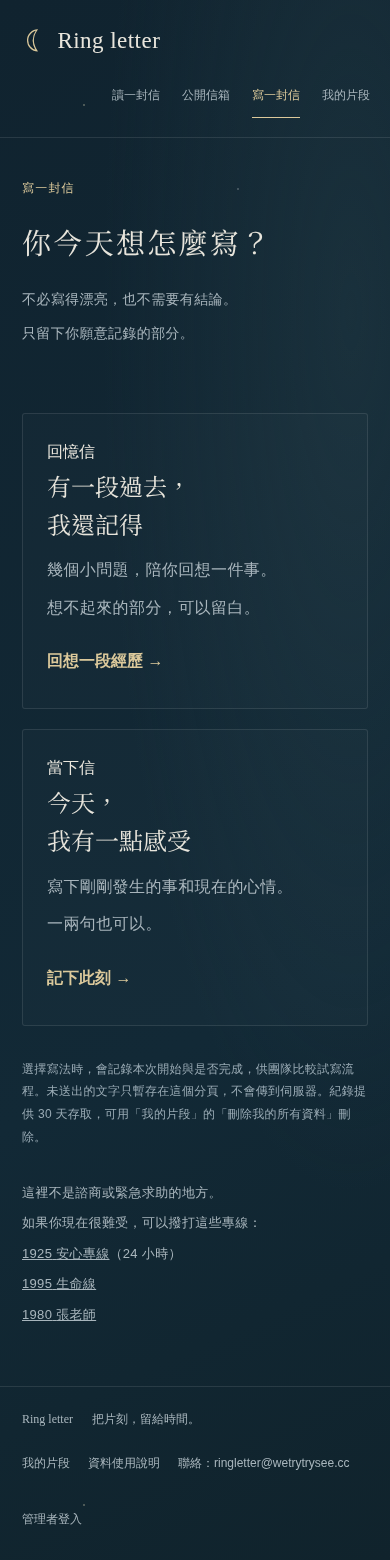 Ring letter
讀一封信 公開信箱 寫一封信 我的片段
寫一封信
你今天想怎麼寫？
不必寫得漂亮，也不需要有結論。
只留下你願意記錄的部分。
回憶信
有一段過去，
我還記得
幾個小問題，陪你回想一件事。
想不起來的部分，可以留白。
回想一段經歷 →
當下信
今天，
我有一點感受
寫下剛剛發生的事和現在的心情。
一兩句也可以。
記下此刻 →
選擇寫法時，會記錄本次開始與是否完成，供團隊比較試寫流
程。未送出的文字只暫存在這個分頁，不會傳到伺服器。紀錄提
供 30 天存取，可用「我的片段」的「刪除我的所有資料」刪
除。
這裡不是諮商或緊急求助的地方。
如果你現在很難受，可以撥打這些專線：
1925 安心專線（24 小時）
1995 生命線
1980 張老師
Ring letter 把片刻，留給時間。
我的片段 資料使用說明 聯絡：ringletter@wetrytrysee.cc
管理者登入